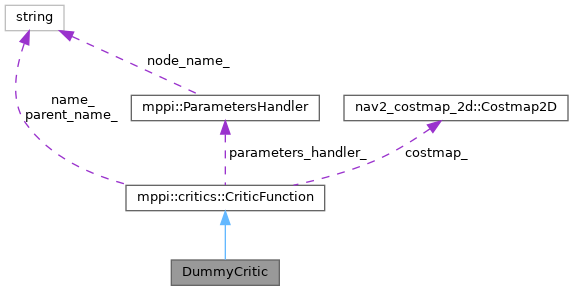 string
node_name_
name_
parent_name_
mppi::ParametersHandler
nav2_costmap_2d::Costmap2D
parameters_handler_
costmap_
mppi::critics::CriticFunction
DummyCritic